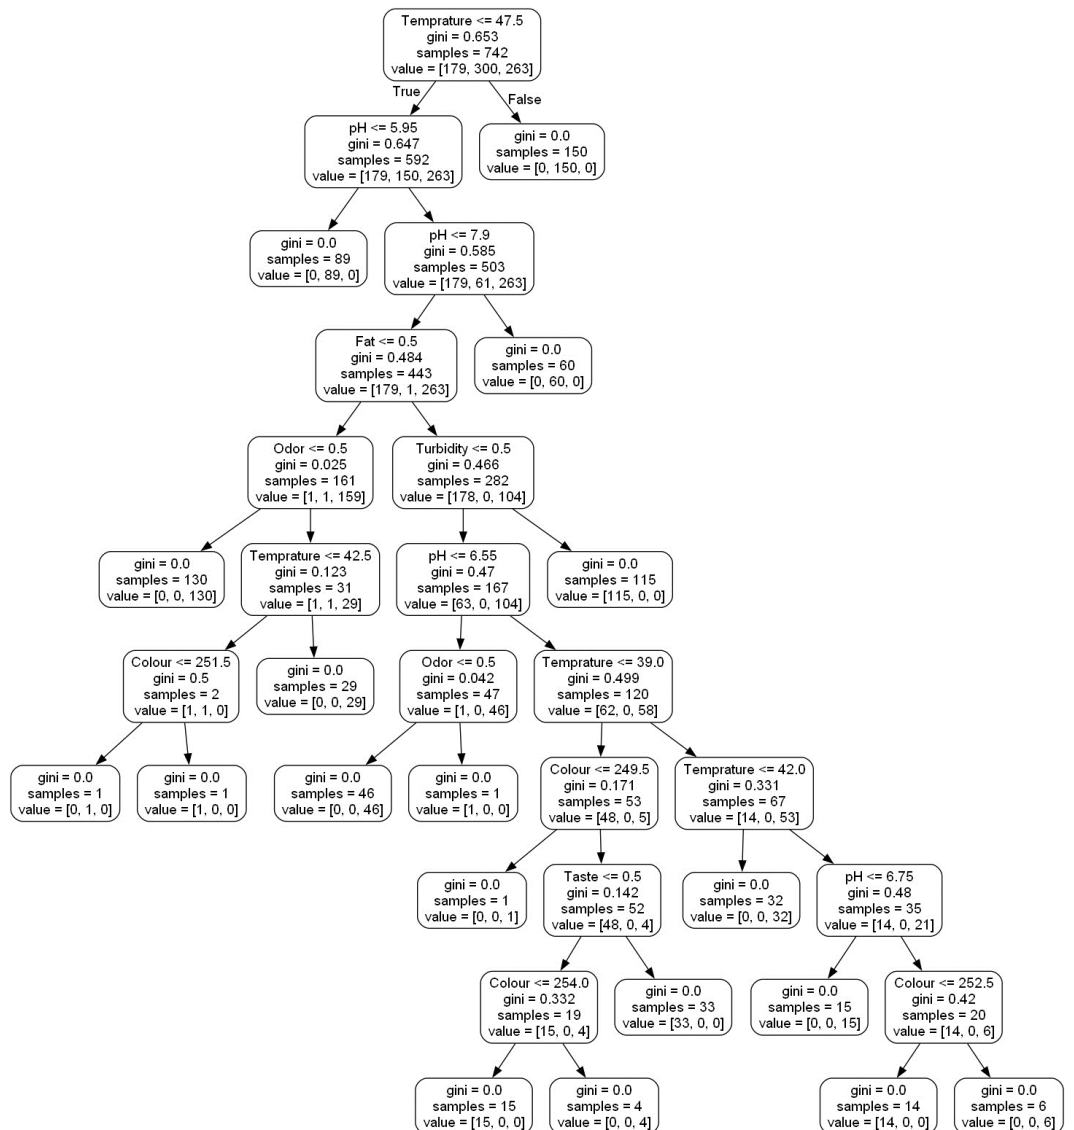 Temprature <= 47.5
gini = 0.653
samples = 742
value = [179, 300, 263]
True
False
pH <= 5.95
gini = 0.647
samples = 592
value = [179, 150, 263]
gini = 0.0
samples = 150
value = [0, 150, 0]
gini = 0.0
samples = 89
value = [0, 89, 0]
pH <= 7.9
gini = 0.585
samples = 503
value = [179, 61, 263]
Fat <= 0.5
gini = 0.484
samples = 443
value = [179, 1, 263]
gini = 0.0
samples = 60
value = [0, 60, 0]
Odor <= 0.5
gini = 0.025
samples = 161
value = [1, 1, 159]
Turbidity <= 0.5
gini = 0.466
samples = 282
value = [178, 0, 104]
gini = 0.0
samples = 130
value = [0, 0, 130]
Temprature <= 42.5
gini = 0.123
samples = 31
value = [1, 1, 29]
pH <= 6.55
gini = 0.47
samples = 167
value = [63, 0, 104]
gini = 0.0
samples = 115
value = [115, 0, 0]
Colour <= 251.5
gini = 0.5
samples = 2
value = [1, 1, 0]
gini = 0.0
samples = 29
value = [0, 0, 29]
Odor <= 0.5
gini = 0.042
samples = 47
value = [1, 0, 46]
Temprature <= 39.0
gini = 0.499
samples = 120
value = [62, 0, 58]
gini = 0.0
samples = 1
value = [0, 1, 0]
gini = 0.0
samples = 1
value = [1, 0, 0]
gini = 0.0
samples = 46
value = [0, 0, 46]
gini = 0.0
samples = 1
value = [1, 0, 0]
Colour <= 249.5
gini = 0.171
samples = 53
value = [48, 0, 5]
Temprature <= 42.0
gini = 0.331
samples = 67
value = [14, 0, 53]
gini = 0.0
samples = 1
value = [0, 0, 1]
Taste <= 0.5
gini = 0.142
samples = 52
value = [48, 0, 4]
gini = 0.0
samples = 32
value = [0, 0, 32]
pH <= 6.75
gini = 0.48
samples = 35
value = [14, 0, 21]
Colour <= 254.0
gini = 0.332
samples = 19
value = [15, 0, 4]
gini = 0.0
samples = 33
value = [33, 0, 0]
gini = 0.0
samples = 15
value = [0, 0, 15]
Colour <= 252.5
gini = 0.42
samples = 20
value = [14, 0, 6]
gini = 0.0
samples = 15
value = [15, 0, 0]
gini = 0.0
samples = 4
value = [0, 0, 4]
gini = 0.0
samples = 14
value = [14, 0, 0]
gini = 0.0
samples = 6
value = [0, 0, 6]